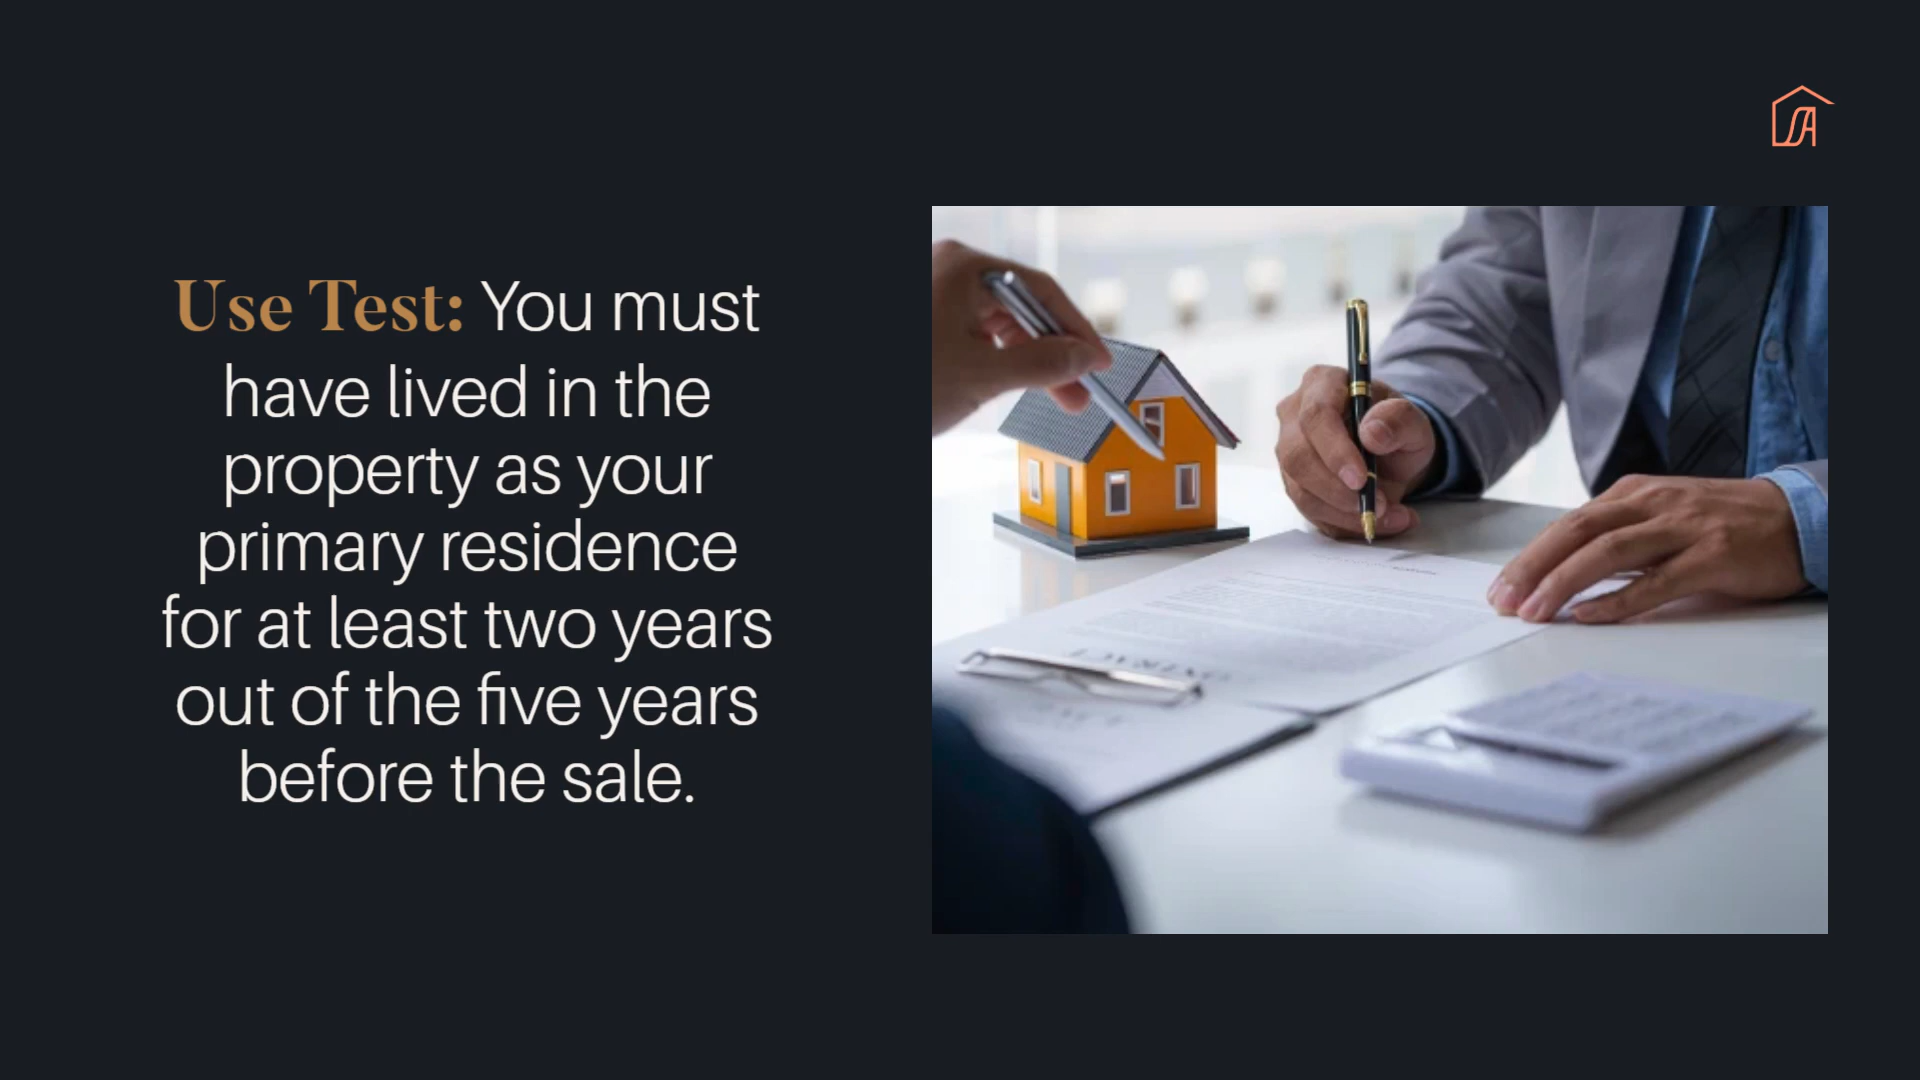 Use Test: You must
have lived in the
property as your
primary residence
for at least two years
out of the five years
before the sale.